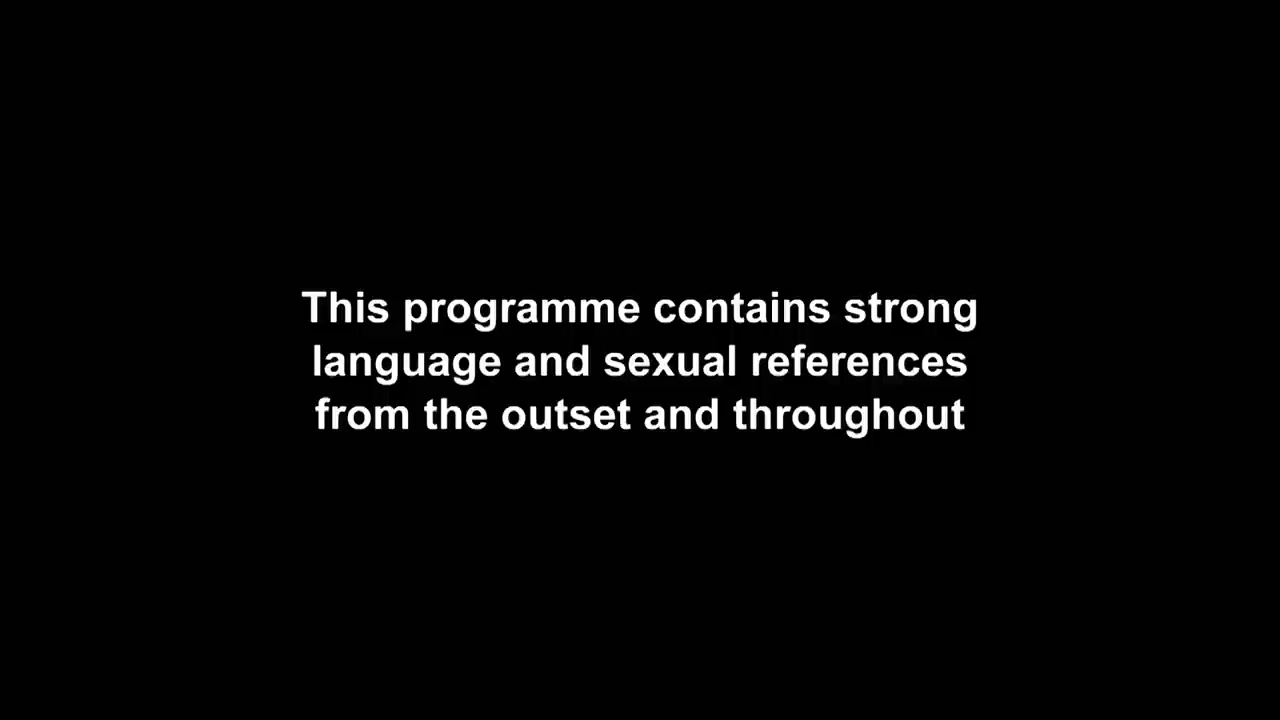 This programme contains strong
language and sexual references
from the outset and throughout